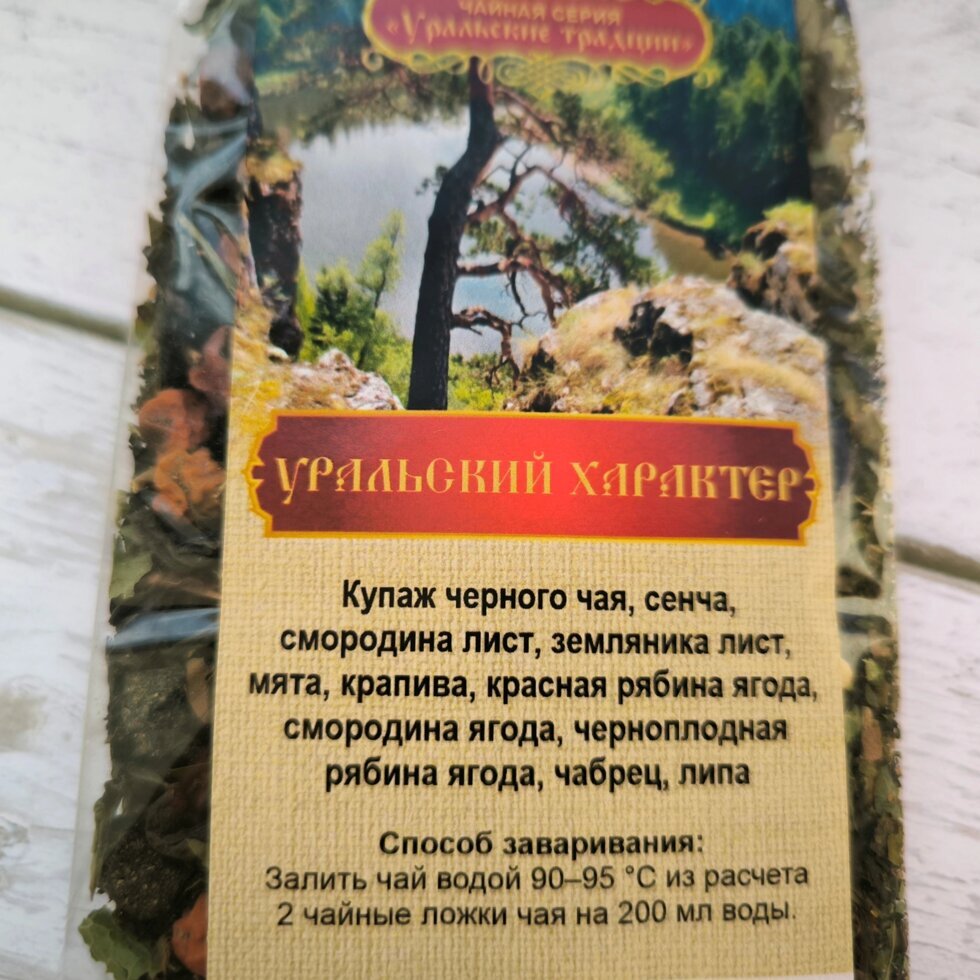 ЧАЙНАЯ СЕРИЯ
«Уральские традции»
УРАЛЬСКИЙ ХАРАКТЕР
Купаж черного чая, сенча,
смородина лист, земляника лист,
мята, крапива, красная рябина ягода,
смородина ягода, черноплодная
рябина ягода, чабрец, липа
Способ заваривания:
Залить чай водой 90–95 °С из расчета
2 чайные ложки чая на 200 мл воды.